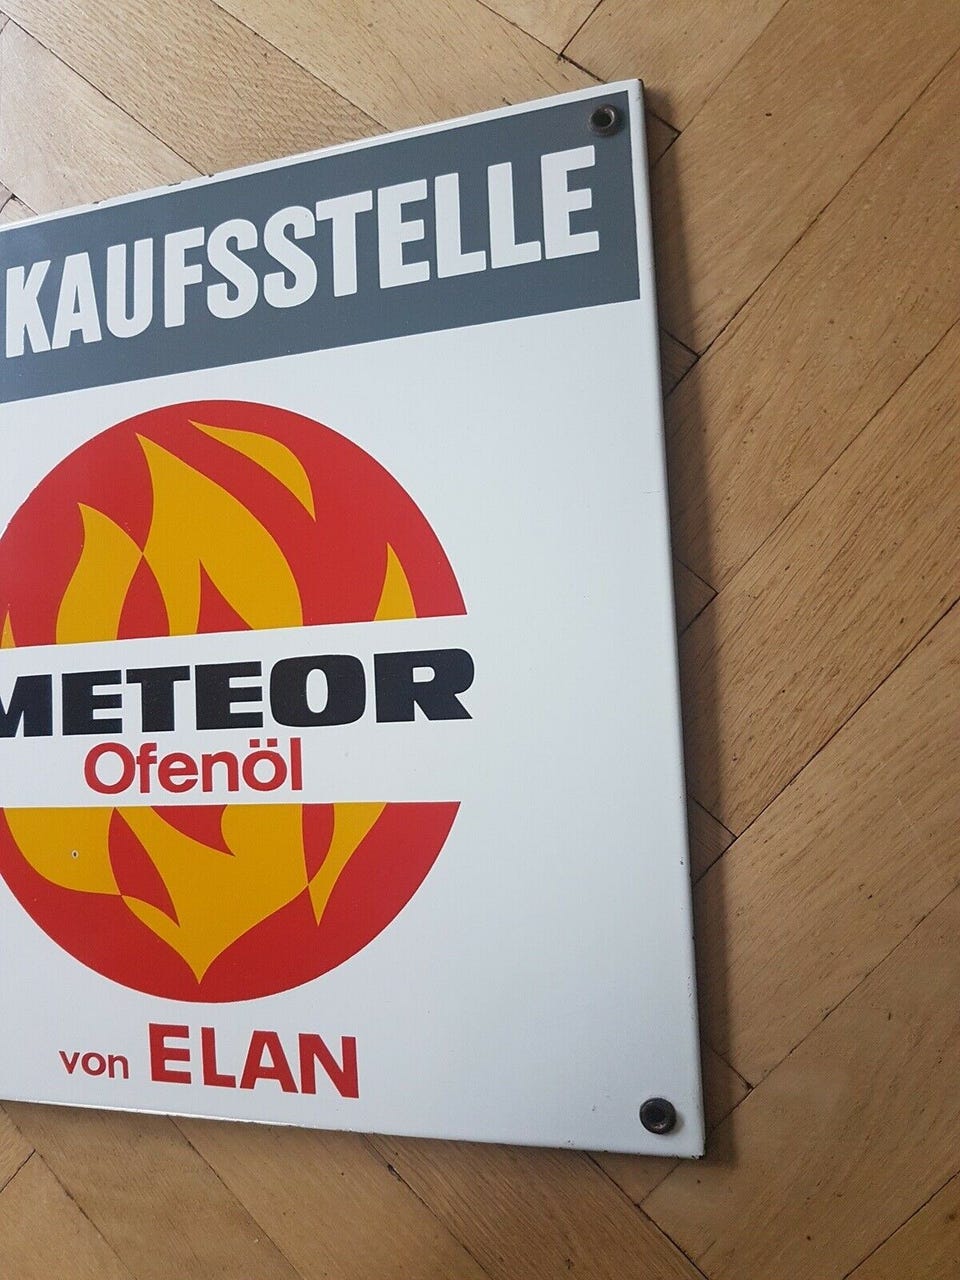 KAUFSSTELLE
METEOR
Ofenöl
von ELAN